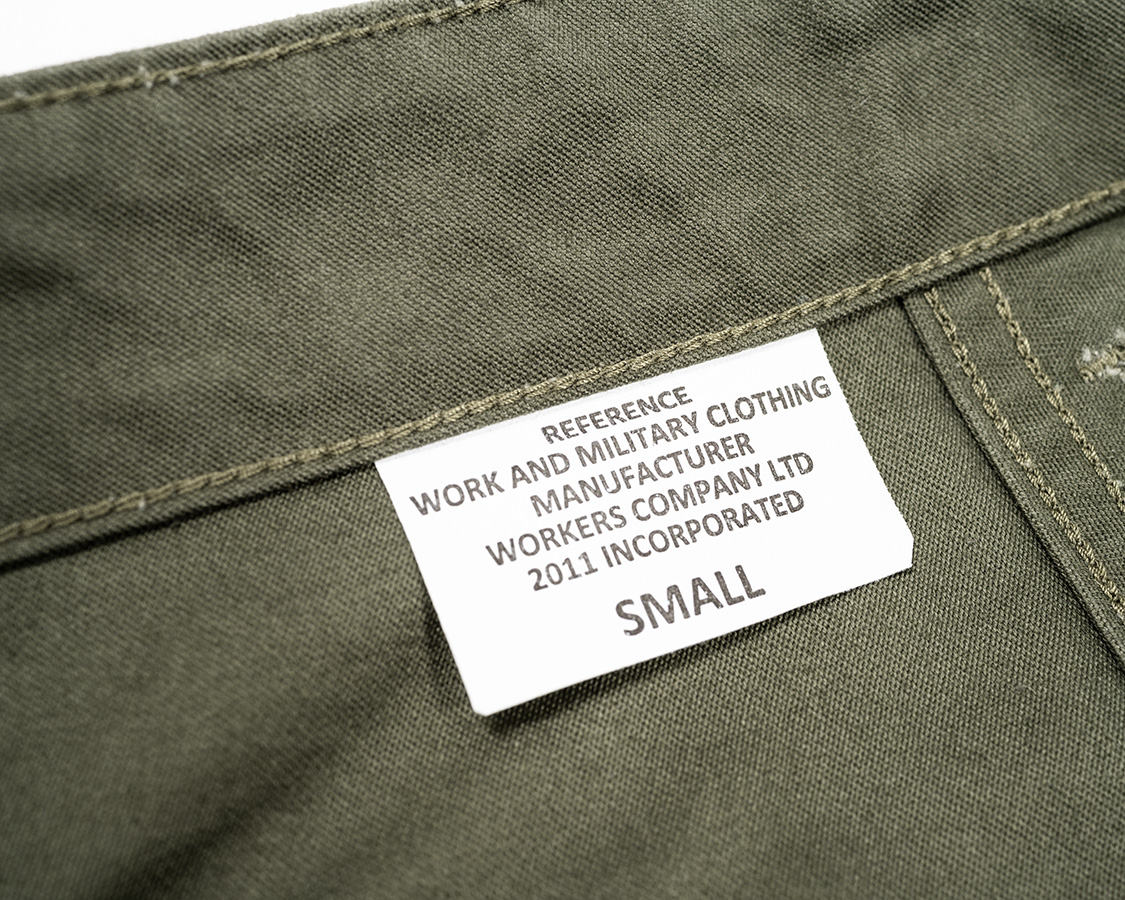 REFERENCE
WORK AND MILITARY CLOTHING
MANUFACTURER
WORKERS COMPANY LTD
2011 INCORPORATED
SMALL